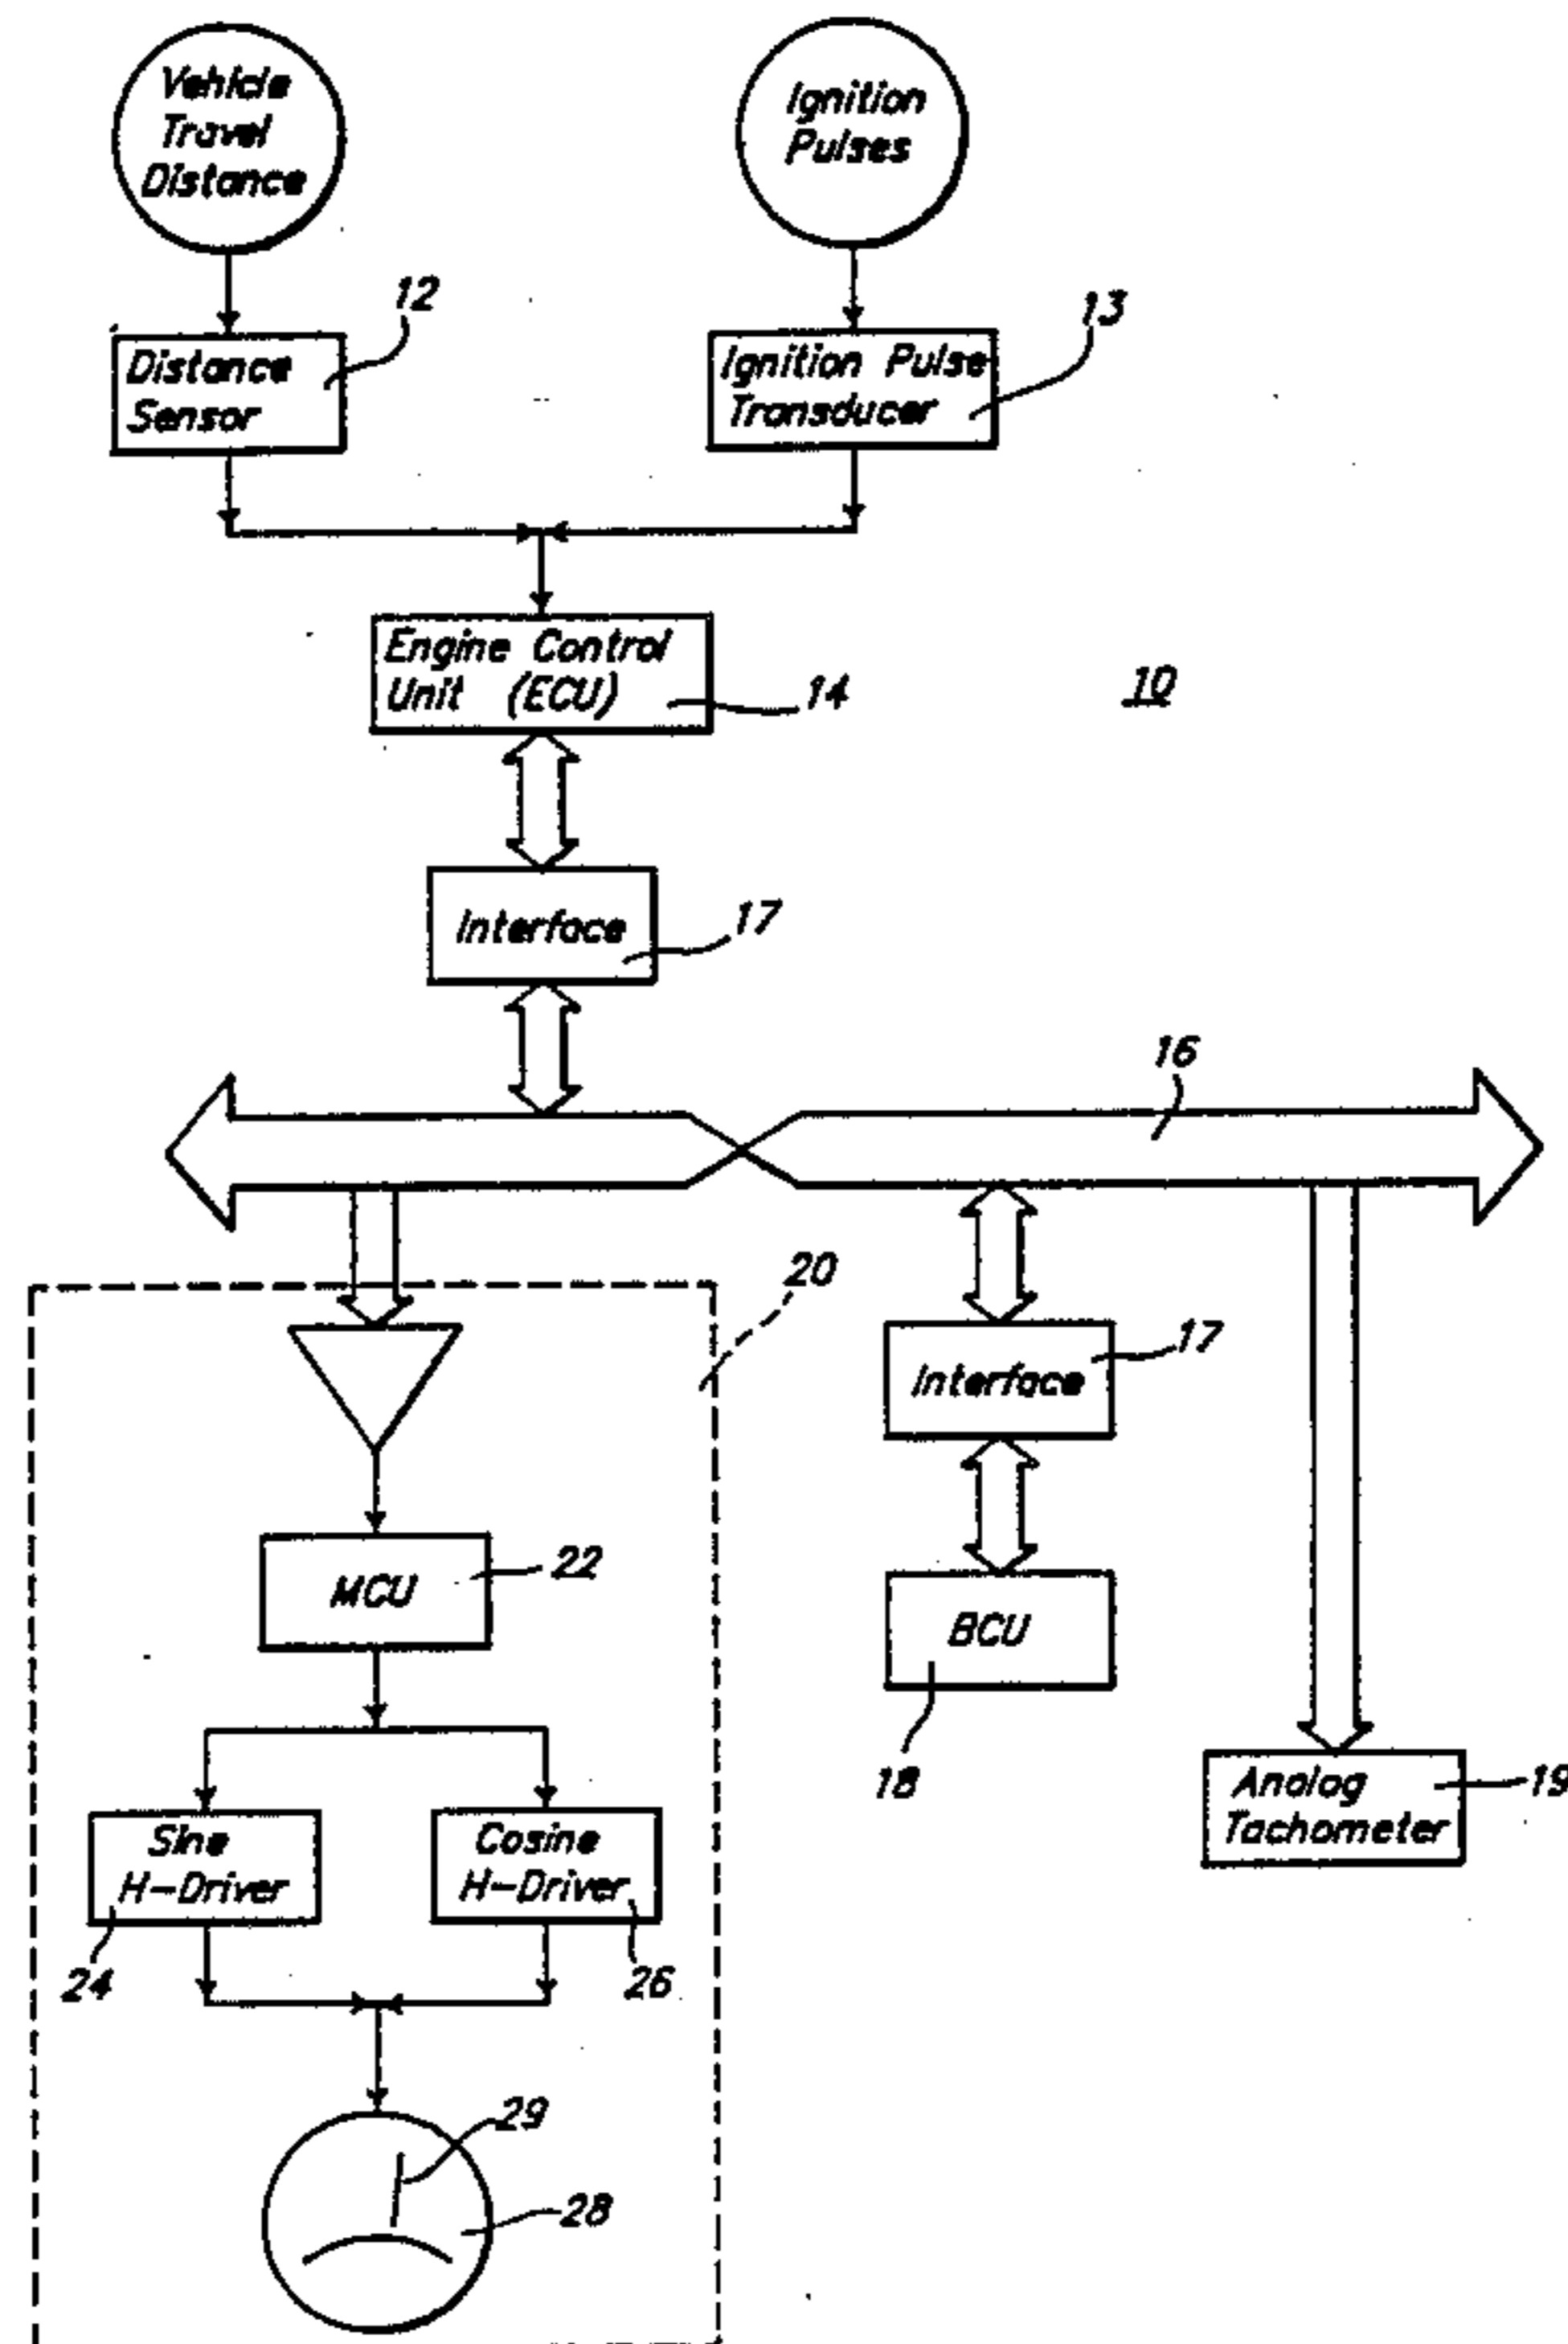 Vehicle
Travel
Distance
Ignition
Pulses
12
13
Distance
Sensor
Ignition Pulse
Transducer
Engine Control
Unit (ECU)
14
10
Interface
17
16
20
Interface
17
MCU
22
BCU
18
Analog
Tachometer
19
Sine
H-Driver
Cosine
H-Driver
24
26
29
28